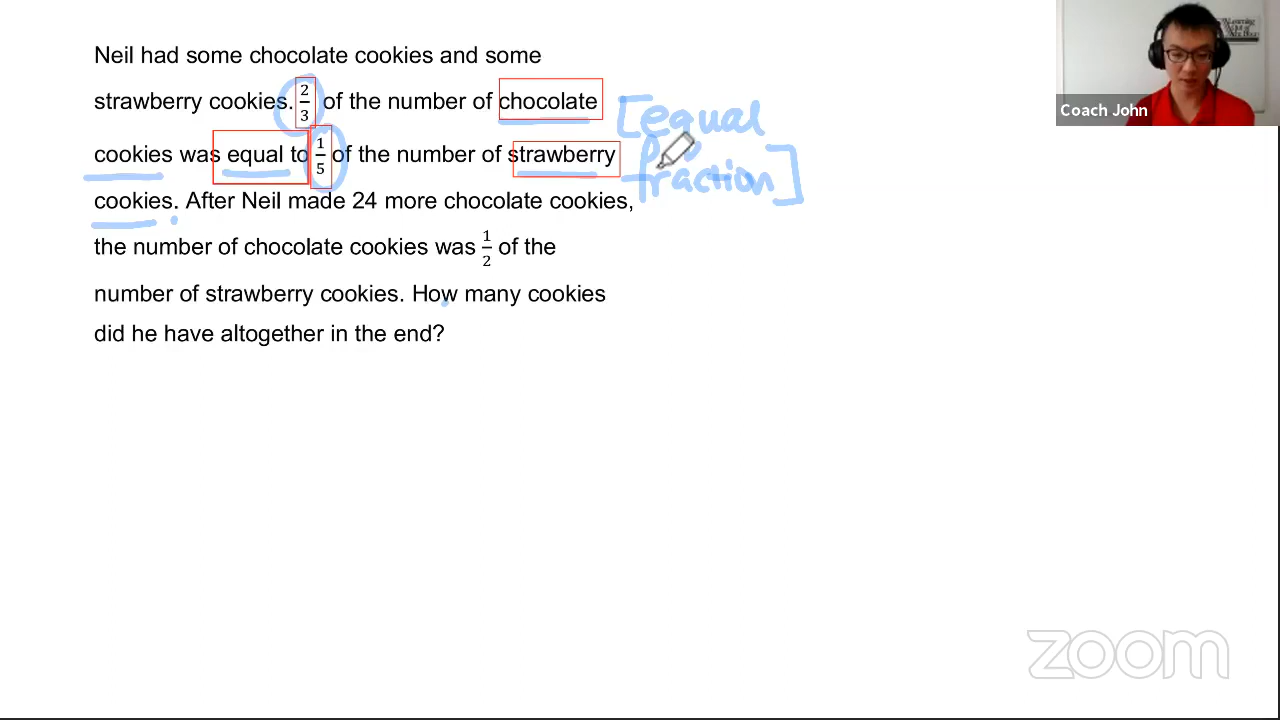 Neil had some chocolate cookies and some
strawberry cookies. 2/3 of the number of chocolate
cookies was equal to 1/5 of the number of strawberry
cookies. After Neil made 24 more chocolate cookies,
the number of chocolate cookies was 1/2 of the
number of strawberry cookies. How many cookies
did he have altogether in the end?
[equal
fraction]
Coach John
zoom